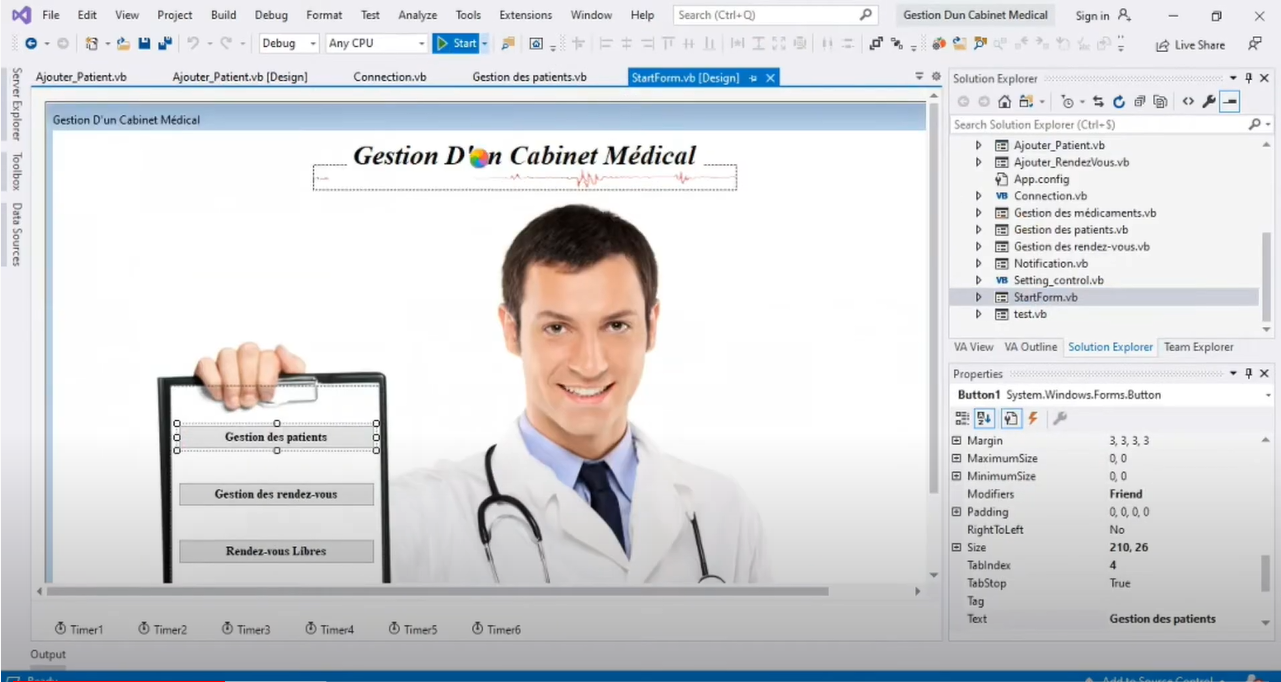 File Edit View Project Build Debug Format Test Analyze Tools Extensions Window Help Search (Ctrl+Q) Gestion Dun Cabinet Medical Sign in
Debug Any CPU Start Live Share
Ajouter_Patient.vb Ajouter_Patient.vb [Design] Connection.vb Gestion des patients.vb StartForm.vb [Design]
Server Explorer
Toolbox
Data Sources
Gestion D'un Cabinet Médical
Gestion D'un Cabinet Médical
Gestion des patients
Gestion des rendez-vous
Rendez-vous Libres
Timer1 Timer2 Timer3 Timer4 Timer5 Timer6
Output
Ready
Solution Explorer
Search Solution Explorer (Ctrl+$)
Ajouter_Patient.vb
Ajouter_RendezVous.vb
App.config
VB Connection.vb
Gestion des médicaments.vb
Gestion des patients.vb
Gestion des rendez-vous.vb
Notification.vb
VB Setting_control.vb
StartForm.vb
test.vb
VA View VA Outline Solution Explorer Team Explorer
Properties
Button1 System.Windows.Forms.Button
Margin 3, 3, 3, 3
MaximumSize 0, 0
MinimumSize 0, 0
Modifiers Friend
Padding 0, 0, 0, 0
RightToLeft No
Size 210, 26
TabIndex 4
TabStop True
Tag
Text Gestion des patients
Add to Source Control